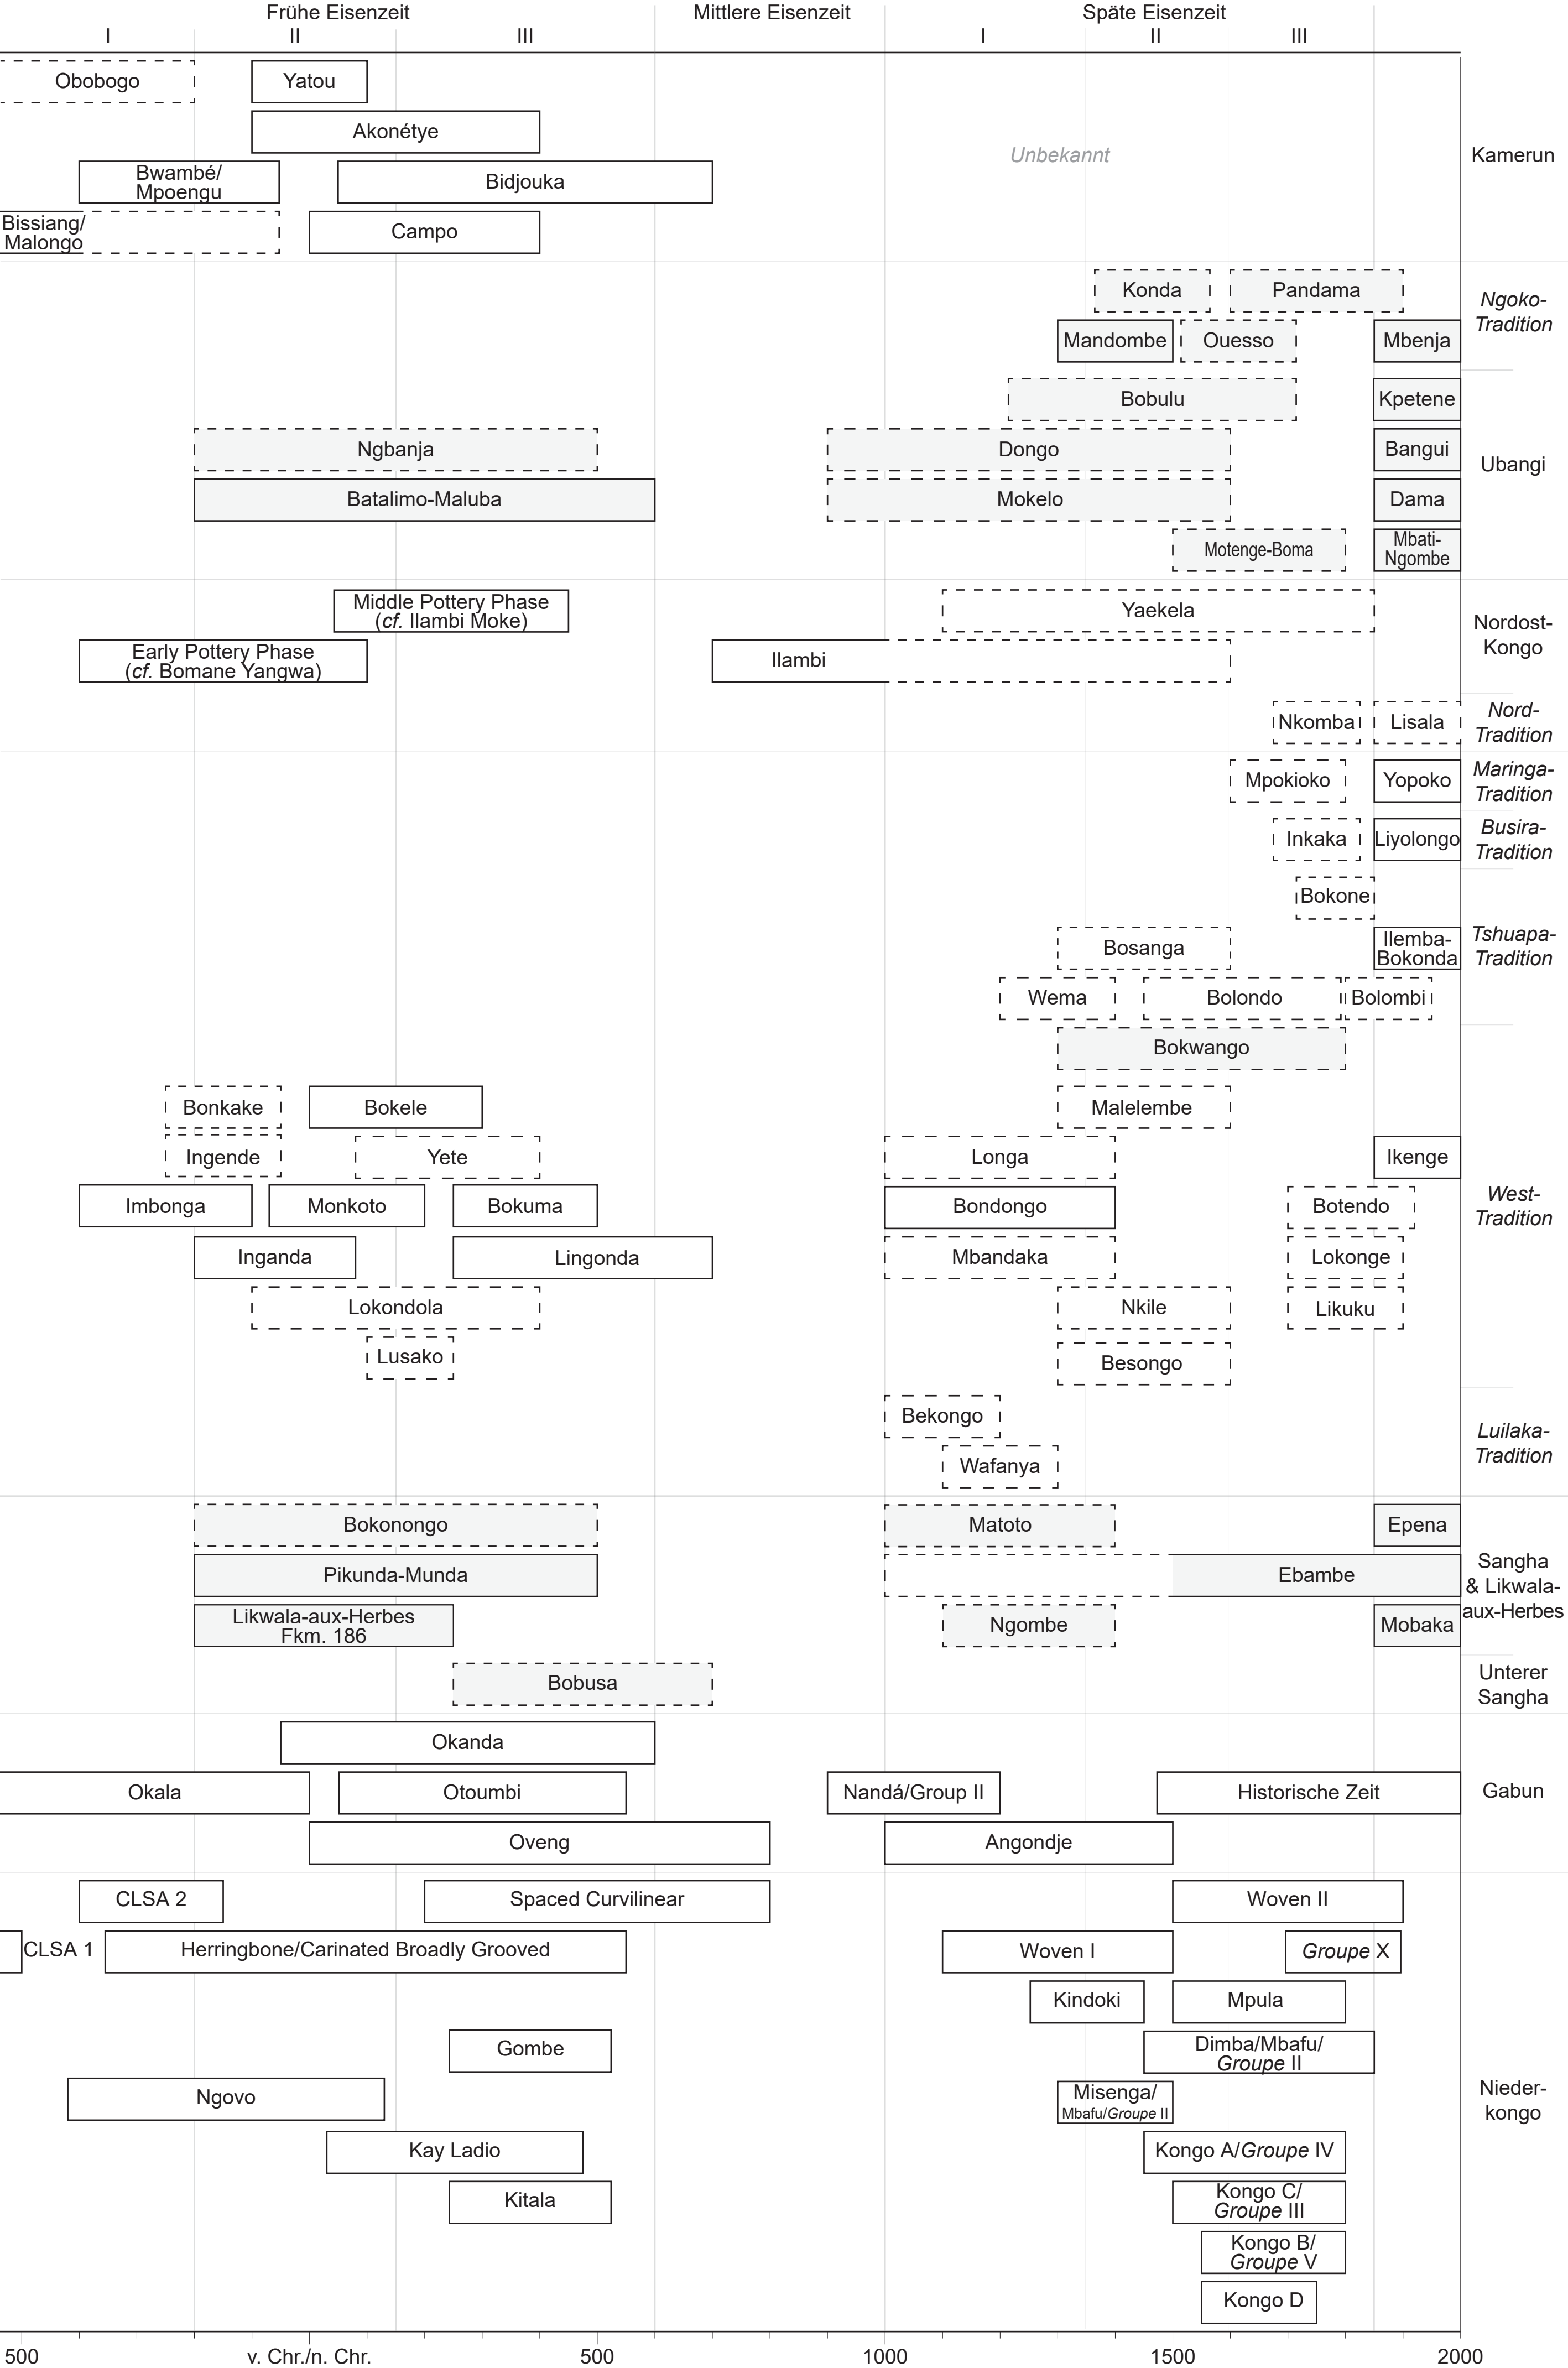 Frühe Eisenzeit Mittlere Eisenzeit Späte Eisenzeit
I II III I II III
Obobogo Yatou
Akonétye
Unbekannt
Kamerun
Bwambé/
Mpoengu
Bidjouka
Bissiang/
Malongo
Campo
Konda Pandama
Ngoko-
Tradition
Mandombe Ouesso Mbenja
Bobulu Kpetene
Ngbanja Dongo Bangui
Ubangi
Batalimo-Maluba Mokelo Dama
Motenge-Boma
Mbati-
Ngombe
Middle Pottery Phase
(cf. Ilambi Moke)
Yaekela
Nordost-
Kongo
Early Pottery Phase
(cf. Bomane Yangwa)
Ilambi
Nkomba Lisala
Nord-
Tradition
Mpokioko Yopoko
Maringa-
Tradition
Inkaka Liyolongo
Busira-
Tradition
Bokone
Bosanga
Ilemba-
Bokonda
Tshuapa-
Tradition
Wema Bolondo Bolombi
Bokwango
Bonkake Bokele Malelembe
Ingende Yete Longa Ikenge
Imbonga Monkoto Bokuma Bondongo Botendo
West-
Tradition
Inganda Lingonda Mbandaka Lokonge
Lokondola Nkile Likuku
Lusako Besongo
Bekongo
Luilaka-
Tradition
Wafanya
Bokonongo Matoto Epena
Pikunda-Munda Ebambe
Sangha
& Likwala-
aux-Herbes
Likwala-aux-Herbes
Fkm. 186
Ngombe Mobaka
Bobusa
Unterer
Sangha
Okanda
Okala Otoumbi Nandá/Group II Historische Zeit
Gabun
Oveng Angondje
CLSA 2 Spaced Curvilinear Woven II
CLSA 1 Herringbone/Carinated Broadly Grooved Woven I Groupe X
Kindoki Mpula
Gombe
Dimba/Mbafu/
Groupe II
Ngovo
Misenga/
Mbafu/Groupe II
Nieder-
kongo
Kay Ladio Kongo A/Groupe IV
Kitala
Kongo C/
Groupe III
Kongo B/
Groupe V
Kongo D
500 v. Chr./n. Chr. 500 1000 1500 2000